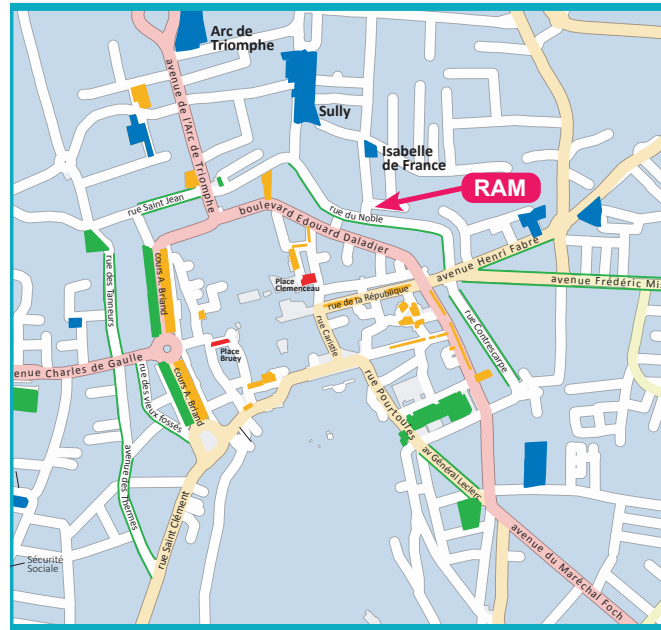 Arc de
Triomphe
avenue de l'Arc de Triomphe
Sully
Isabelle
de France
RAM
rue Saint Jean
rue du Noble
boulevard Edouard Daladier
avenue Henri Fabre
avenue Frédéric Mis
rue des Tanneurs
cours A. Briand
Place
Clemenceau
rue de la République
rue Contrescarpe
rue Caristie
Place
Bruey
enue Charles de Gaulle
rue des vieux fossés
cours A. Briand
rue Pourtoules
avenue des Thermes
av Général Leclerc
rue Saint Clément
avenue du Maréchal Foch
Sécurité
Sociale